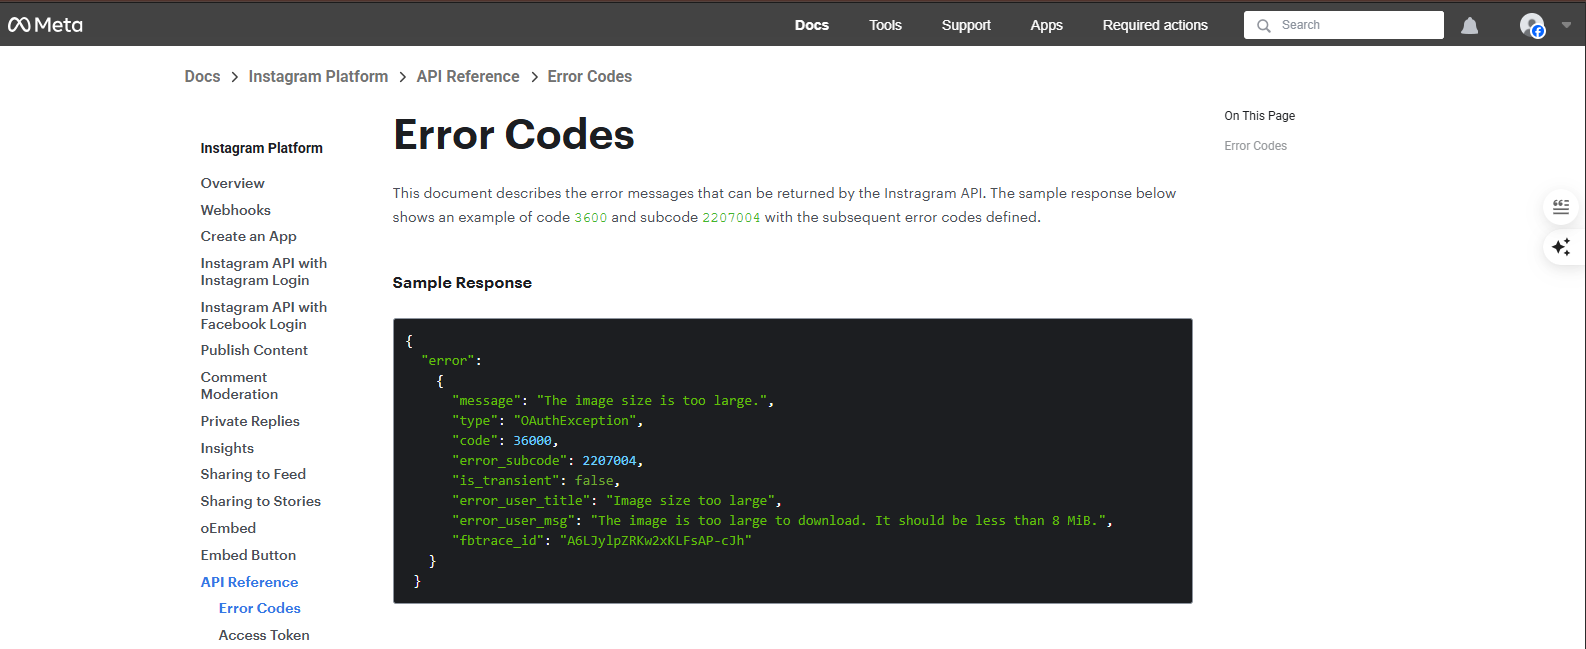 Meta
Docs Tools Support Apps Required actions Search
Docs > Instagram Platform > API Reference > Error Codes
Error Codes
On This Page
Error Codes
Instagram Platform
Overview
Webhooks
Create an App
Instagram API with
Instagram Login
Instagram API with
Facebook Login
Publish Content
Comment
Moderation
Private Replies
Insights
Sharing to Feed
Sharing to Stories
oEmbed
Embed Button
API Reference
Error Codes
Access Token
This document describes the error messages that can be returned by the Instragram API. The sample response below
shows an example of code 3600 and subcode 2207004 with the subsequent error codes defined.
Sample Response
{
"error":
{
"message": "The image size is too large.",
"type": "OAuthException",
"code": 36000,
"error_subcode": 2207004,
"is_transient": false,
"error_user_title": "Image size too large",
"error_user_msg": "The image is too large to download. It should be less than 8 MiB.",
"fbtrace_id": "A6LJylpZRKw2xKLFsAP-cJh"
}
}